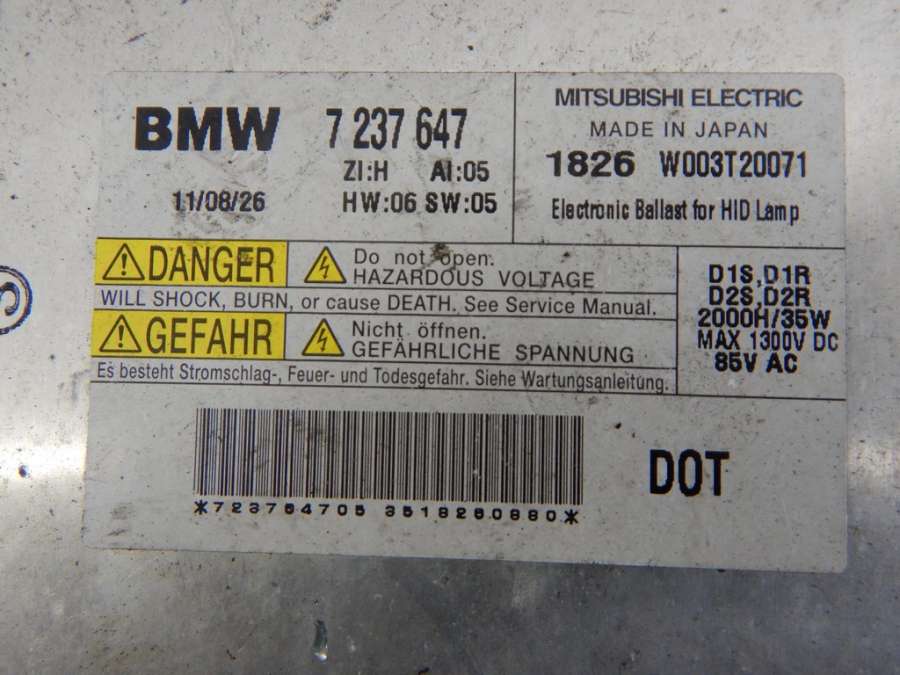 BMW 7 237 647
ZI:H AI:05
11/08/26 HW:06 SW:05
MITSUBISHI ELECTRIC
MADE IN JAPAN
1826 W003T20071
Electronic Ballast for HID Lamp
DANGER Do not open.
HAZARDOUS VOLTAGE
WILL SHOCK, BURN, or cause DEATH. See Service Manual.
GEFAHR Nicht öffnen.
GEFÄHRLICHE SPANNUNG
Es besteht Stromschlag-, Feuer- und Todesgefahr. Siehe Wartungsanleitung.
D1S,D1R
D2S,D2R
2000H/35W
MAX 1300V DC
85V AC
*723764705 3518260880*
DOT